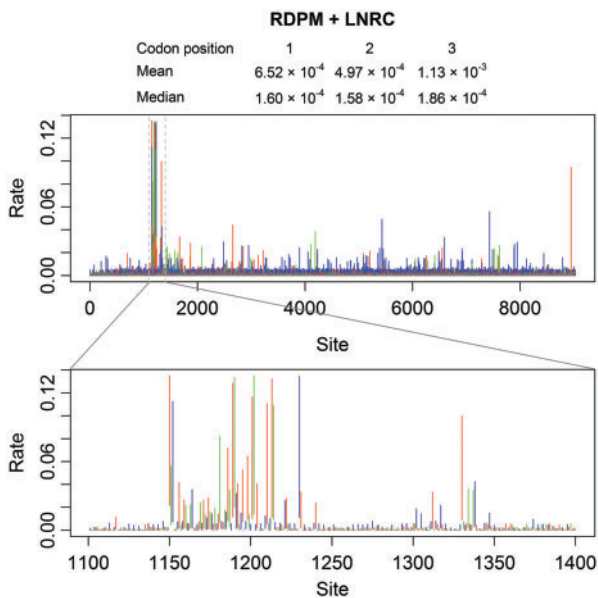 RDPM + LNRC
Codon position 1 2 3
Mean 6.52 × 10⁻⁴ 4.97 × 10⁻⁴ 1.13 × 10⁻³
Median 1.60 × 10⁻⁴ 1.58 × 10⁻⁴ 1.86 × 10⁻⁴
Rate
0.12
0.06
0.00
0 2000 4000 6000 8000
Site
Rate
0.12
0.06
0.00
1100 1150 1200 1250 1300 1350 1400
Site